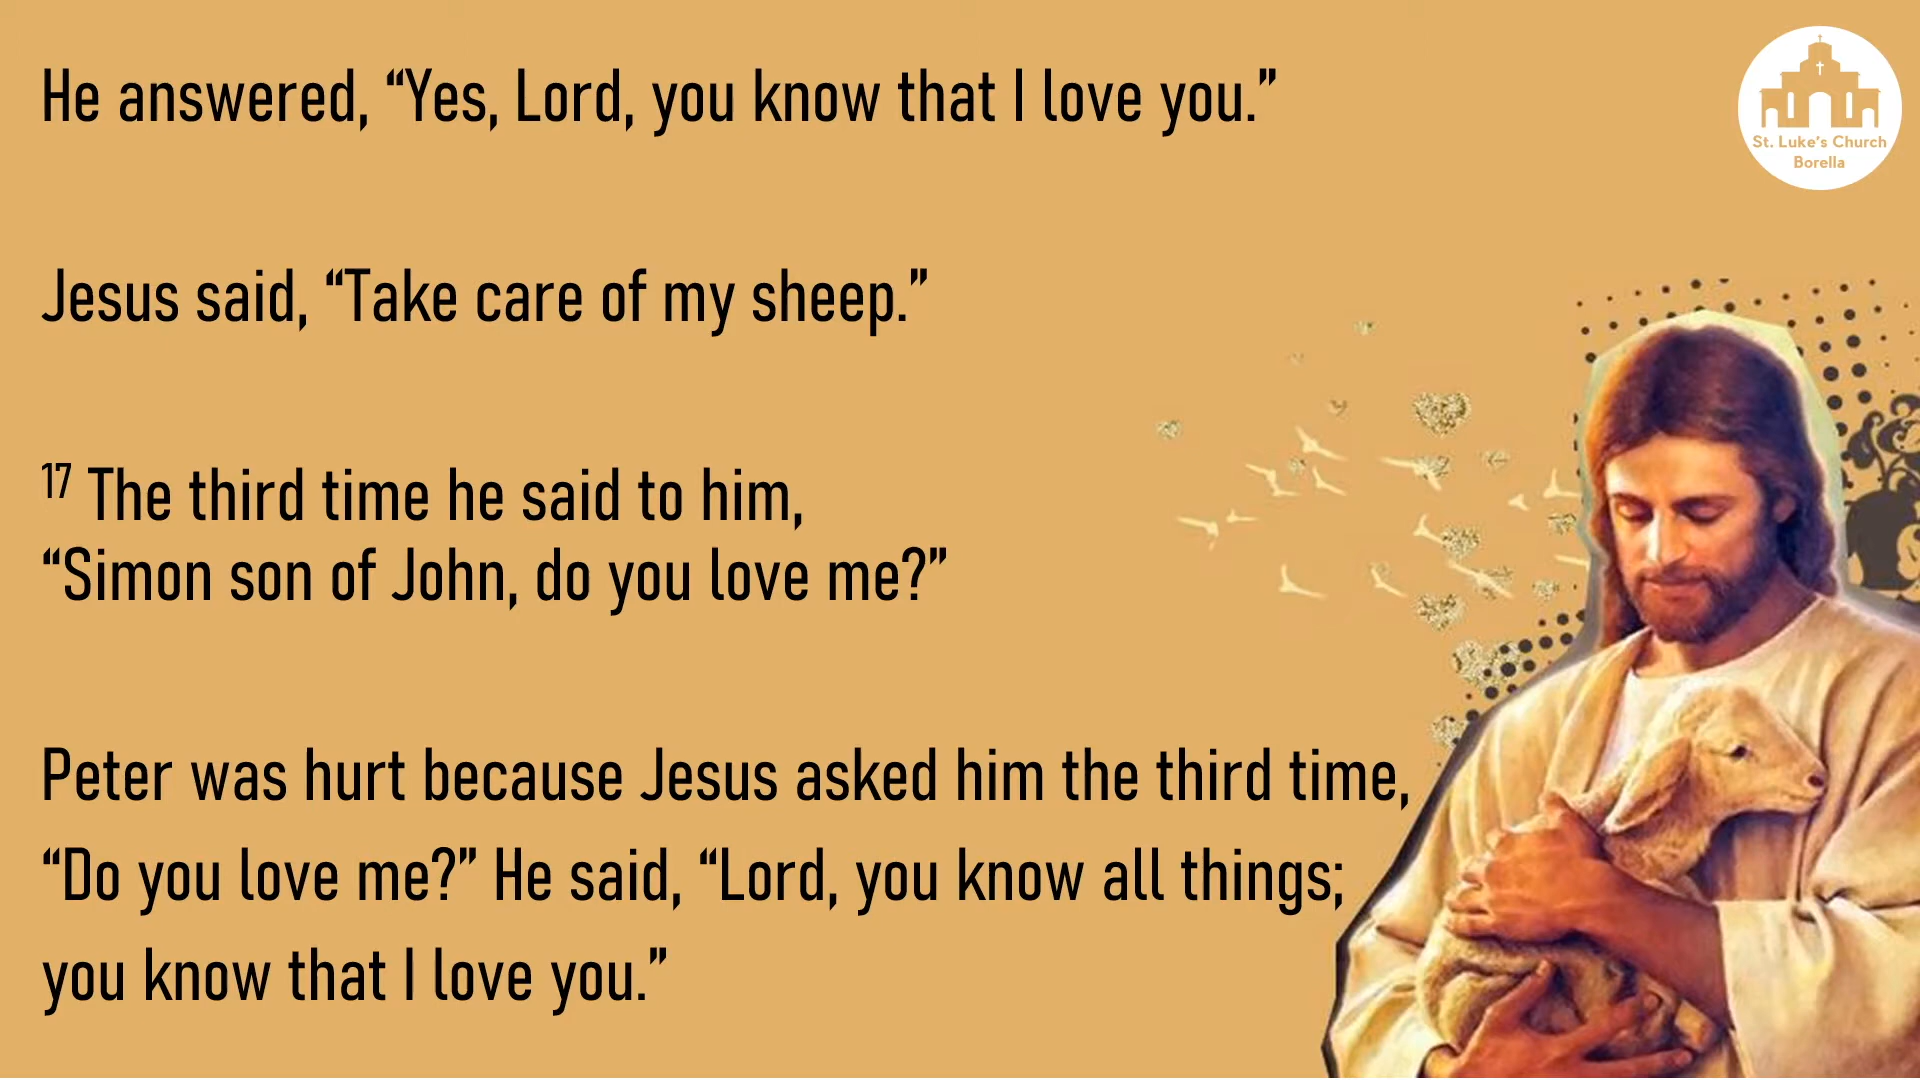 He answered, “Yes, Lord, you know that I love you.”
Jesus said, “Take care of my sheep.”
17 The third time he said to him,
“Simon son of John, do you love me?”
Peter was hurt because Jesus asked him the third time,
“Do you love me?” He said, “Lord, you know all things;
you know that I love you.”
St. Luke's Church
Borella